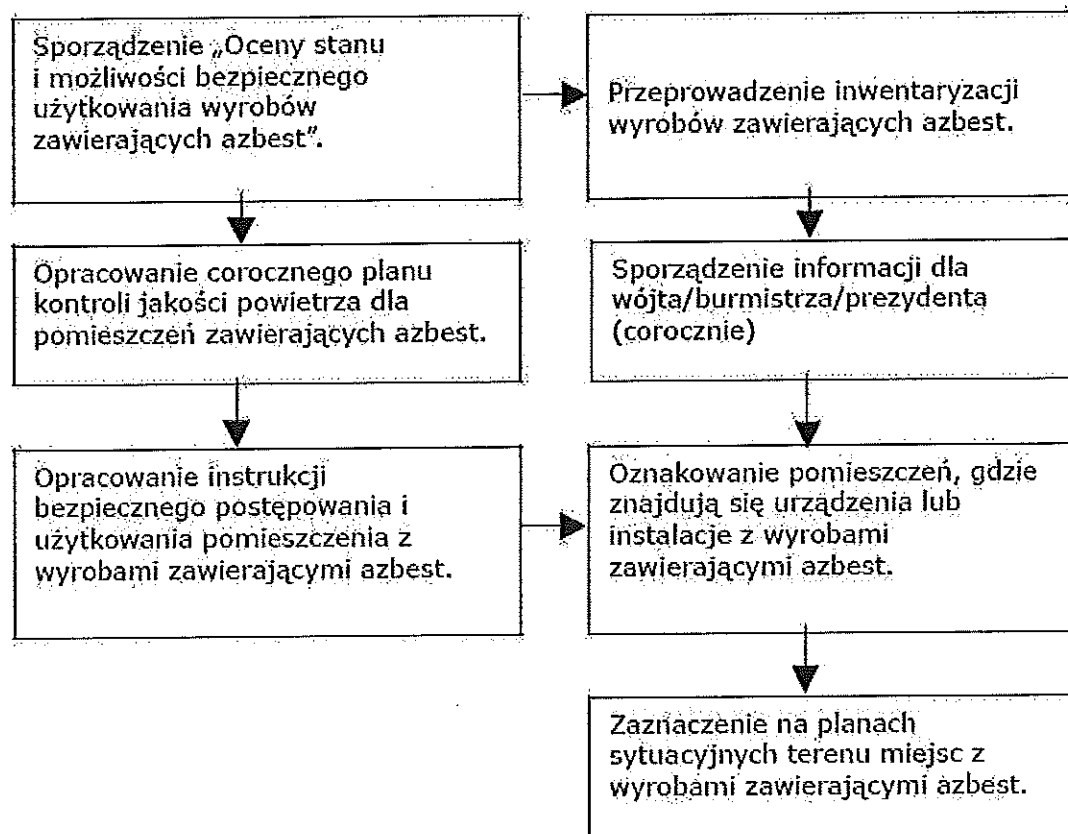 Sporządzenie „Oceny stanu
i możliwości bezpiecznego
użytkowania wyrobów
zawierających azbest”.
Przeprowadzenie inwentaryzacji
wyrobów zawierających azbest.
Opracowanie corocznego planu
kontroli jakości powietrza dla
pomieszczeń zawierających azbest.
Sporządzenie informacji dla
wójta/burmistrza/prezydenta
(corocznie)
Opracowanie instrukcji
bezpiecznego postępowania i
użytkowania pomieszczenia z
wyrobami zawierającymi azbest.
Oznakowanie pomieszczeń, gdzie
znajdują się urządzenia lub
instalacje z wyrobami
zawierającymi azbest.
Zaznaczenie na planach
sytuacyjnych terenu miejsc z
wyrobami zawierającymi azbest.